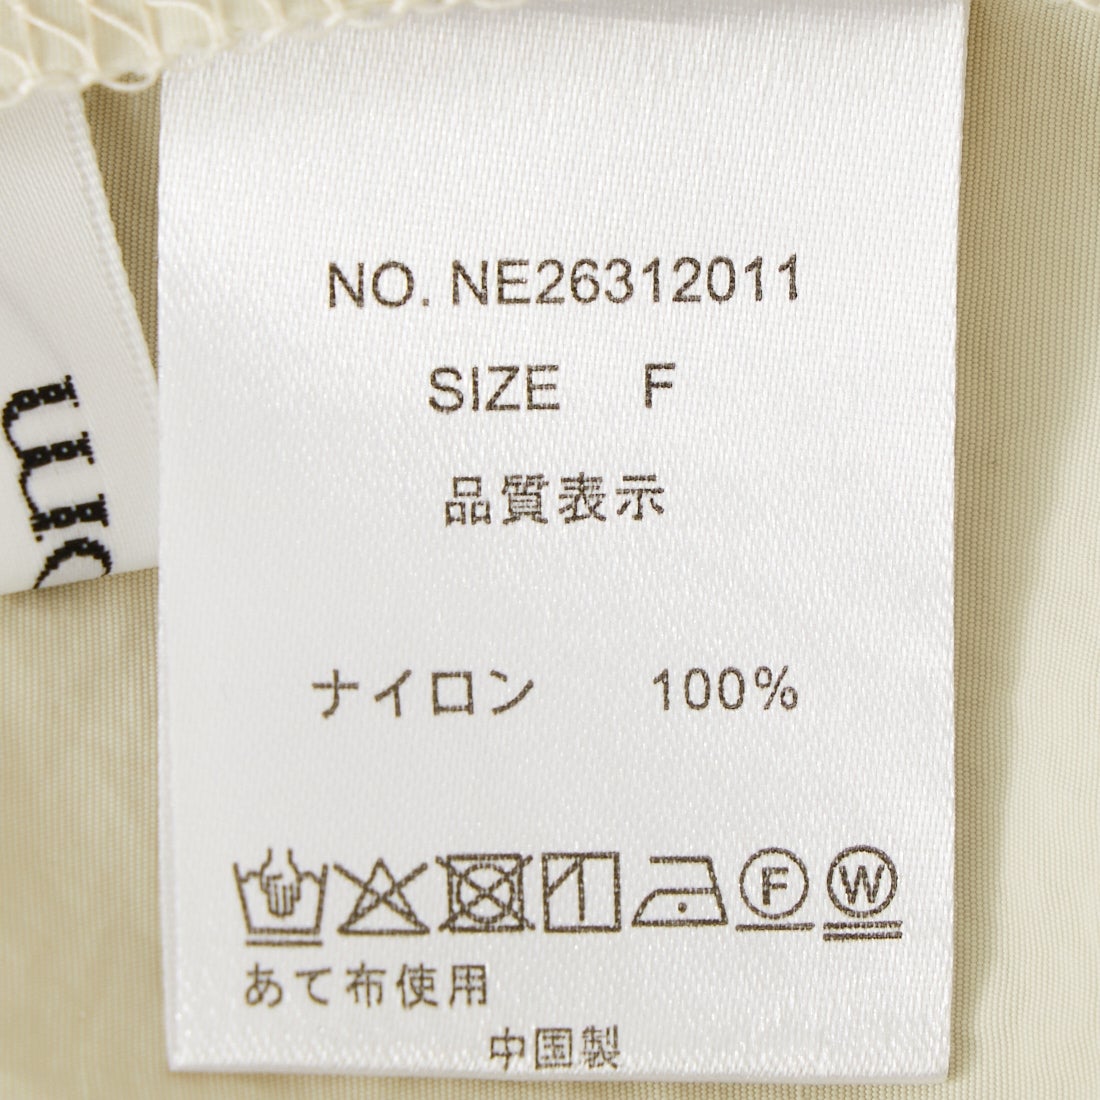 NO. NE26312011
SIZE F
品質表示
ナイロン 100%
F W
あて布使用
中国製